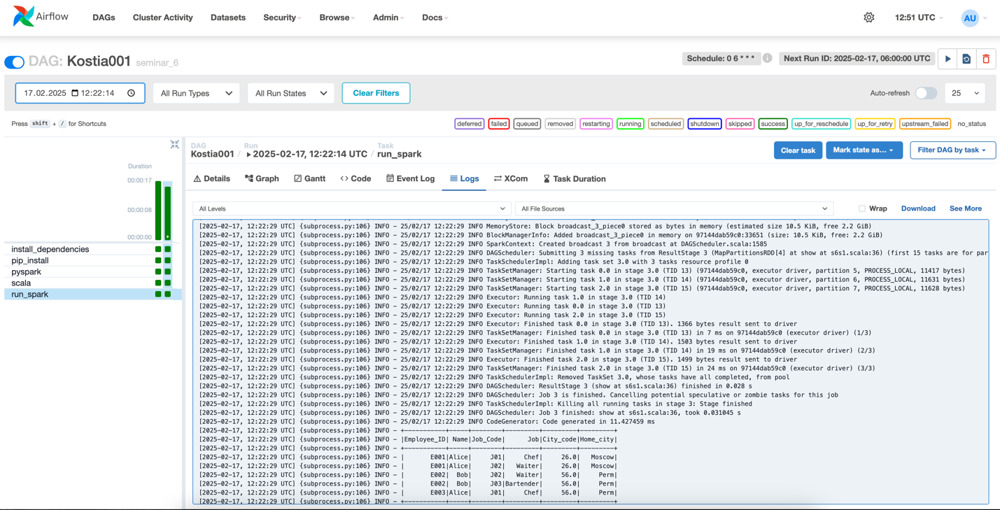 Airflow DAGs Cluster Activity Datasets Security Browse Admin Docs 12:51 UTC AU
DAG: Kostia001 seminar_6 Schedule: 0 6 * * * Next Run ID: 2025-02-17, 06:00:00 UTC
17.02.2025 12:22:14 All Run Types All Run States Clear Filters Auto-refresh 25
Press shift + / for Shortcuts deferred failed queued removed restarting running scheduled shutdown skipped success up_for_reschedule up_for_retry upstream_failed no_status
DAG Run Task
Kostia001 / 2025-02-17, 12:22:14 UTC / run_spark Clear task Mark state as... Filter DAG by task
Duration
00:00:17
00:00:08
00:00:00
install_dependencies
pip_install
pyspark
scala
run_spark
Details Graph Gantt Code Event Log Logs XCom Task Duration
All Levels All File Sources Wrap Download See More
[2025-02-17, 12:22:29 UTC] {subprocess.py:106} INFO - 25/02/17 12:22:29 INFO MemoryStore: Block broadcast_3_piece0 stored as bytes in memory (estimated size 10.5 KiB, free 2.2 GiB)
[2025-02-17, 12:22:29 UTC] {subprocess.py:106} INFO - 25/02/17 12:22:29 INFO BlockManagerInfo: Added broadcast_3_piece0 in memory on 97144dab59c0:33651 (size: 10.5 KiB, free: 2.2 GiB)
[2025-02-17, 12:22:29 UTC] {subprocess.py:106} INFO - 25/02/17 12:22:29 INFO SparkContext: Created broadcast 3 from broadcast at DAGScheduler.scala:1585
[2025-02-17, 12:22:29 UTC] {subprocess.py:106} INFO - 25/02/17 12:22:29 INFO DAGScheduler: Submitting 3 missing tasks from ResultStage 3 (MapPartitionsRDD[4] at show at s6s1.scala:36) (first 15 tasks are for par
[2025-02-17, 12:22:29 UTC] {subprocess.py:106} INFO - 25/02/17 12:22:29 INFO TaskSchedulerImpl: Adding task set 3.0 with 3 tasks resource profile 0
[2025-02-17, 12:22:29 UTC] {subprocess.py:106} INFO - 25/02/17 12:22:29 INFO TaskSetManager: Starting task 0.0 in stage 3.0 (TID 13) (97144dab59c0, executor driver, partition 5, PROCESS_LOCAL, 11417 bytes)
[2025-02-17, 12:22:29 UTC] {subprocess.py:106} INFO - 25/02/17 12:22:29 INFO TaskSetManager: Starting task 1.0 in stage 3.0 (TID 14) (97144dab59c0, executor driver, partition 6, PROCESS_LOCAL, 11631 bytes)
[2025-02-17, 12:22:29 UTC] {subprocess.py:106} INFO - 25/02/17 12:22:29 INFO TaskSetManager: Starting task 2.0 in stage 3.0 (TID 15) (97144dab59c0, executor driver, partition 7, PROCESS_LOCAL, 11628 bytes)
[2025-02-17, 12:22:29 UTC] {subprocess.py:106} INFO - 25/02/17 12:22:29 INFO Executor: Running task 1.0 in stage 3.0 (TID 14)
[2025-02-17, 12:22:29 UTC] {subprocess.py:106} INFO - 25/02/17 12:22:29 INFO Executor: Running task 0.0 in stage 3.0 (TID 13)
[2025-02-17, 12:22:29 UTC] {subprocess.py:106} INFO - 25/02/17 12:22:29 INFO Executor: Running task 2.0 in stage 3.0 (TID 15)
[2025-02-17, 12:22:29 UTC] {subprocess.py:106} INFO - 25/02/17 12:22:29 INFO Executor: Finished task 0.0 in stage 3.0 (TID 13). 1366 bytes result sent to driver
[2025-02-17, 12:22:29 UTC] {subprocess.py:106} INFO - 25/02/17 12:22:29 INFO TaskSetManager: Finished task 0.0 in stage 3.0 (TID 13) in 7 ms on 97144dab59c0 (executor driver) (1/3)
[2025-02-17, 12:22:29 UTC] {subprocess.py:106} INFO - 25/02/17 12:22:29 INFO Executor: Finished task 1.0 in stage 3.0 (TID 14). 1503 bytes result sent to driver
[2025-02-17, 12:22:29 UTC] {subprocess.py:106} INFO - 25/02/17 12:22:29 INFO TaskSetManager: Finished task 1.0 in stage 3.0 (TID 14) in 19 ms on 97144dab59c0 (executor driver) (2/3)
[2025-02-17, 12:22:29 UTC] {subprocess.py:106} INFO - 25/02/17 12:22:29 INFO Executor: Finished task 2.0 in stage 3.0 (TID 15). 1499 bytes result sent to driver
[2025-02-17, 12:22:29 UTC] {subprocess.py:106} INFO - 25/02/17 12:22:29 INFO TaskSetManager: Finished task 2.0 in stage 3.0 (TID 15) in 24 ms on 97144dab59c0 (executor driver) (3/3)
[2025-02-17, 12:22:29 UTC] {subprocess.py:106} INFO - 25/02/17 12:22:29 INFO TaskSchedulerImpl: Removed TaskSet 3.0, whose tasks have all completed, from pool
[2025-02-17, 12:22:29 UTC] {subprocess.py:106} INFO - 25/02/17 12:22:29 INFO DAGScheduler: ResultStage 3 (show at s6s1.scala:36) finished in 0.028 s
[2025-02-17, 12:22:29 UTC] {subprocess.py:106} INFO - 25/02/17 12:22:29 INFO DAGScheduler: Job 3 is finished. Cancelling potential speculative or zombie tasks for this job
[2025-02-17, 12:22:29 UTC] {subprocess.py:106} INFO - 25/02/17 12:22:29 INFO TaskSchedulerImpl: Killing all running tasks in stage 3: Stage finished
[2025-02-17, 12:22:29 UTC] {subprocess.py:106} INFO - 25/02/17 12:22:29 INFO DAGScheduler: Job 3 finished: show at s6s1.scala:36, took 0.031045 s
[2025-02-17, 12:22:29 UTC] {subprocess.py:106} INFO - 25/02/17 12:22:29 INFO CodeGenerator: Code generated in 11.427459 ms
[2025-02-17, 12:22:29 UTC] {subprocess.py:106} INFO - +-----------+-----+--------+---------+---------+---------+
[2025-02-17, 12:22:29 UTC] {subprocess.py:106} INFO - |Employee_ID| Name|Job_Code|      Job|City_code|Home_city|
[2025-02-17, 12:22:29 UTC] {subprocess.py:106} INFO - +-----------+-----+--------+---------+---------+---------+
[2025-02-17, 12:22:29 UTC] {subprocess.py:106} INFO - |       E001|Alice|     J01|     Chef|     26.0|   Moscow|
[2025-02-17, 12:22:29 UTC] {subprocess.py:106} INFO - |       E001|Alice|     J02|   Waiter|     26.0|   Moscow|
[2025-02-17, 12:22:29 UTC] {subprocess.py:106} INFO - |       E002|  Bob|     J02|   Waiter|     56.0|     Perm|
[2025-02-17, 12:22:29 UTC] {subprocess.py:106} INFO - |       E002|  Bob|     J03|Bartender|     56.0|     Perm|
[2025-02-17, 12:22:29 UTC] {subprocess.py:106} INFO - |       E003|Alice|     J01|     Chef|     56.0|     Perm|
[2025-02-17, 12:22:29 UTC] {subprocess.py:106} INFO - +-----------+-----+--------+---------+---------+---------+